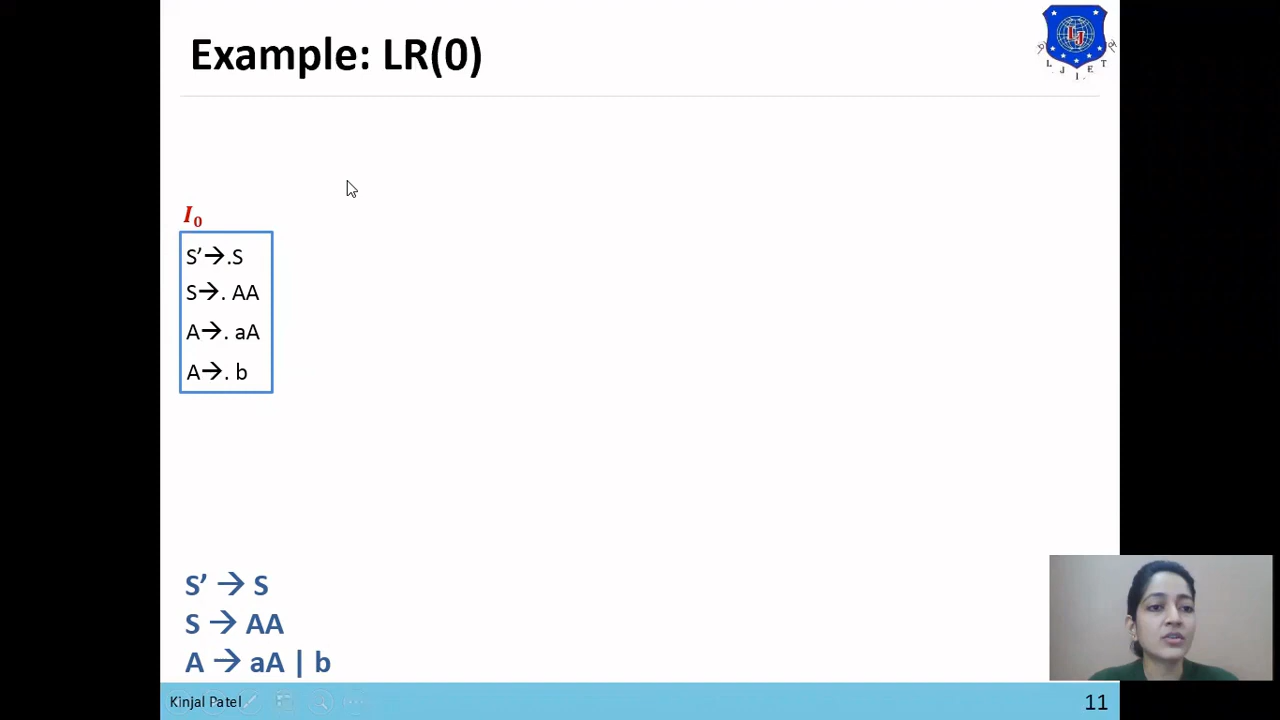 Example: LR(0)
L J I E T
I₀
S’→.S
S→. AA
A→. aA
A→. b
S’ → S
S → AA
A → aA | b
Kinjal Patel
11